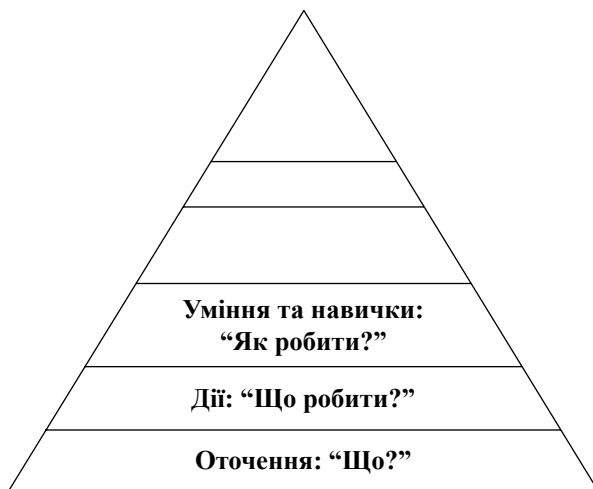 Уміння та навички:
“Як робити?”
Дії: “Що робити?”
Оточення: “Що?”